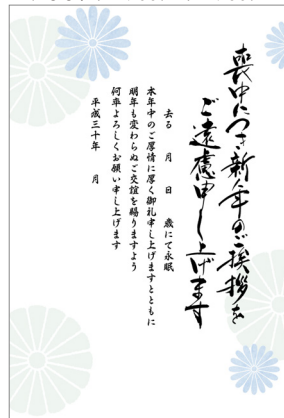 喪中につき新年のご挨拶を
ご遠慮申し上げます
去る　月　日　歳にて永眠
本年中のご厚情に厚く御礼申し上げますとともに
明年も変わらぬご交誼を賜りますよう
何卒よろしくお願い申し上げます
平成三十年　月